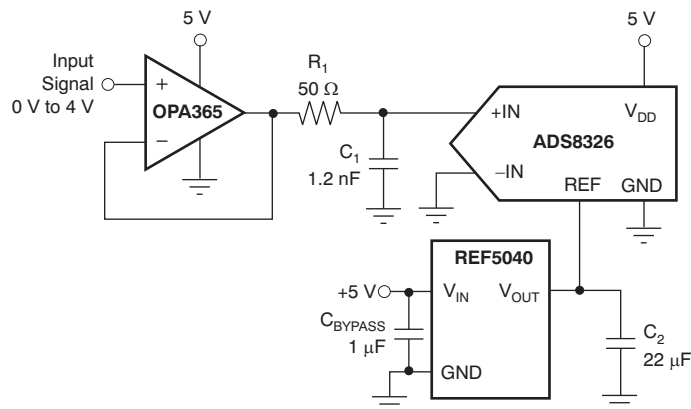 5 V
Input
Signal
0 V to 4 V
+
−
OPA365
R1
50 Ω
C1
1.2 nF
5 V
+IN
−IN
VDD
ADS8326
REF
GND
REF5040
+5 V
VIN
VOUT
CBYPASS
1 μF
GND
C2
22 μF